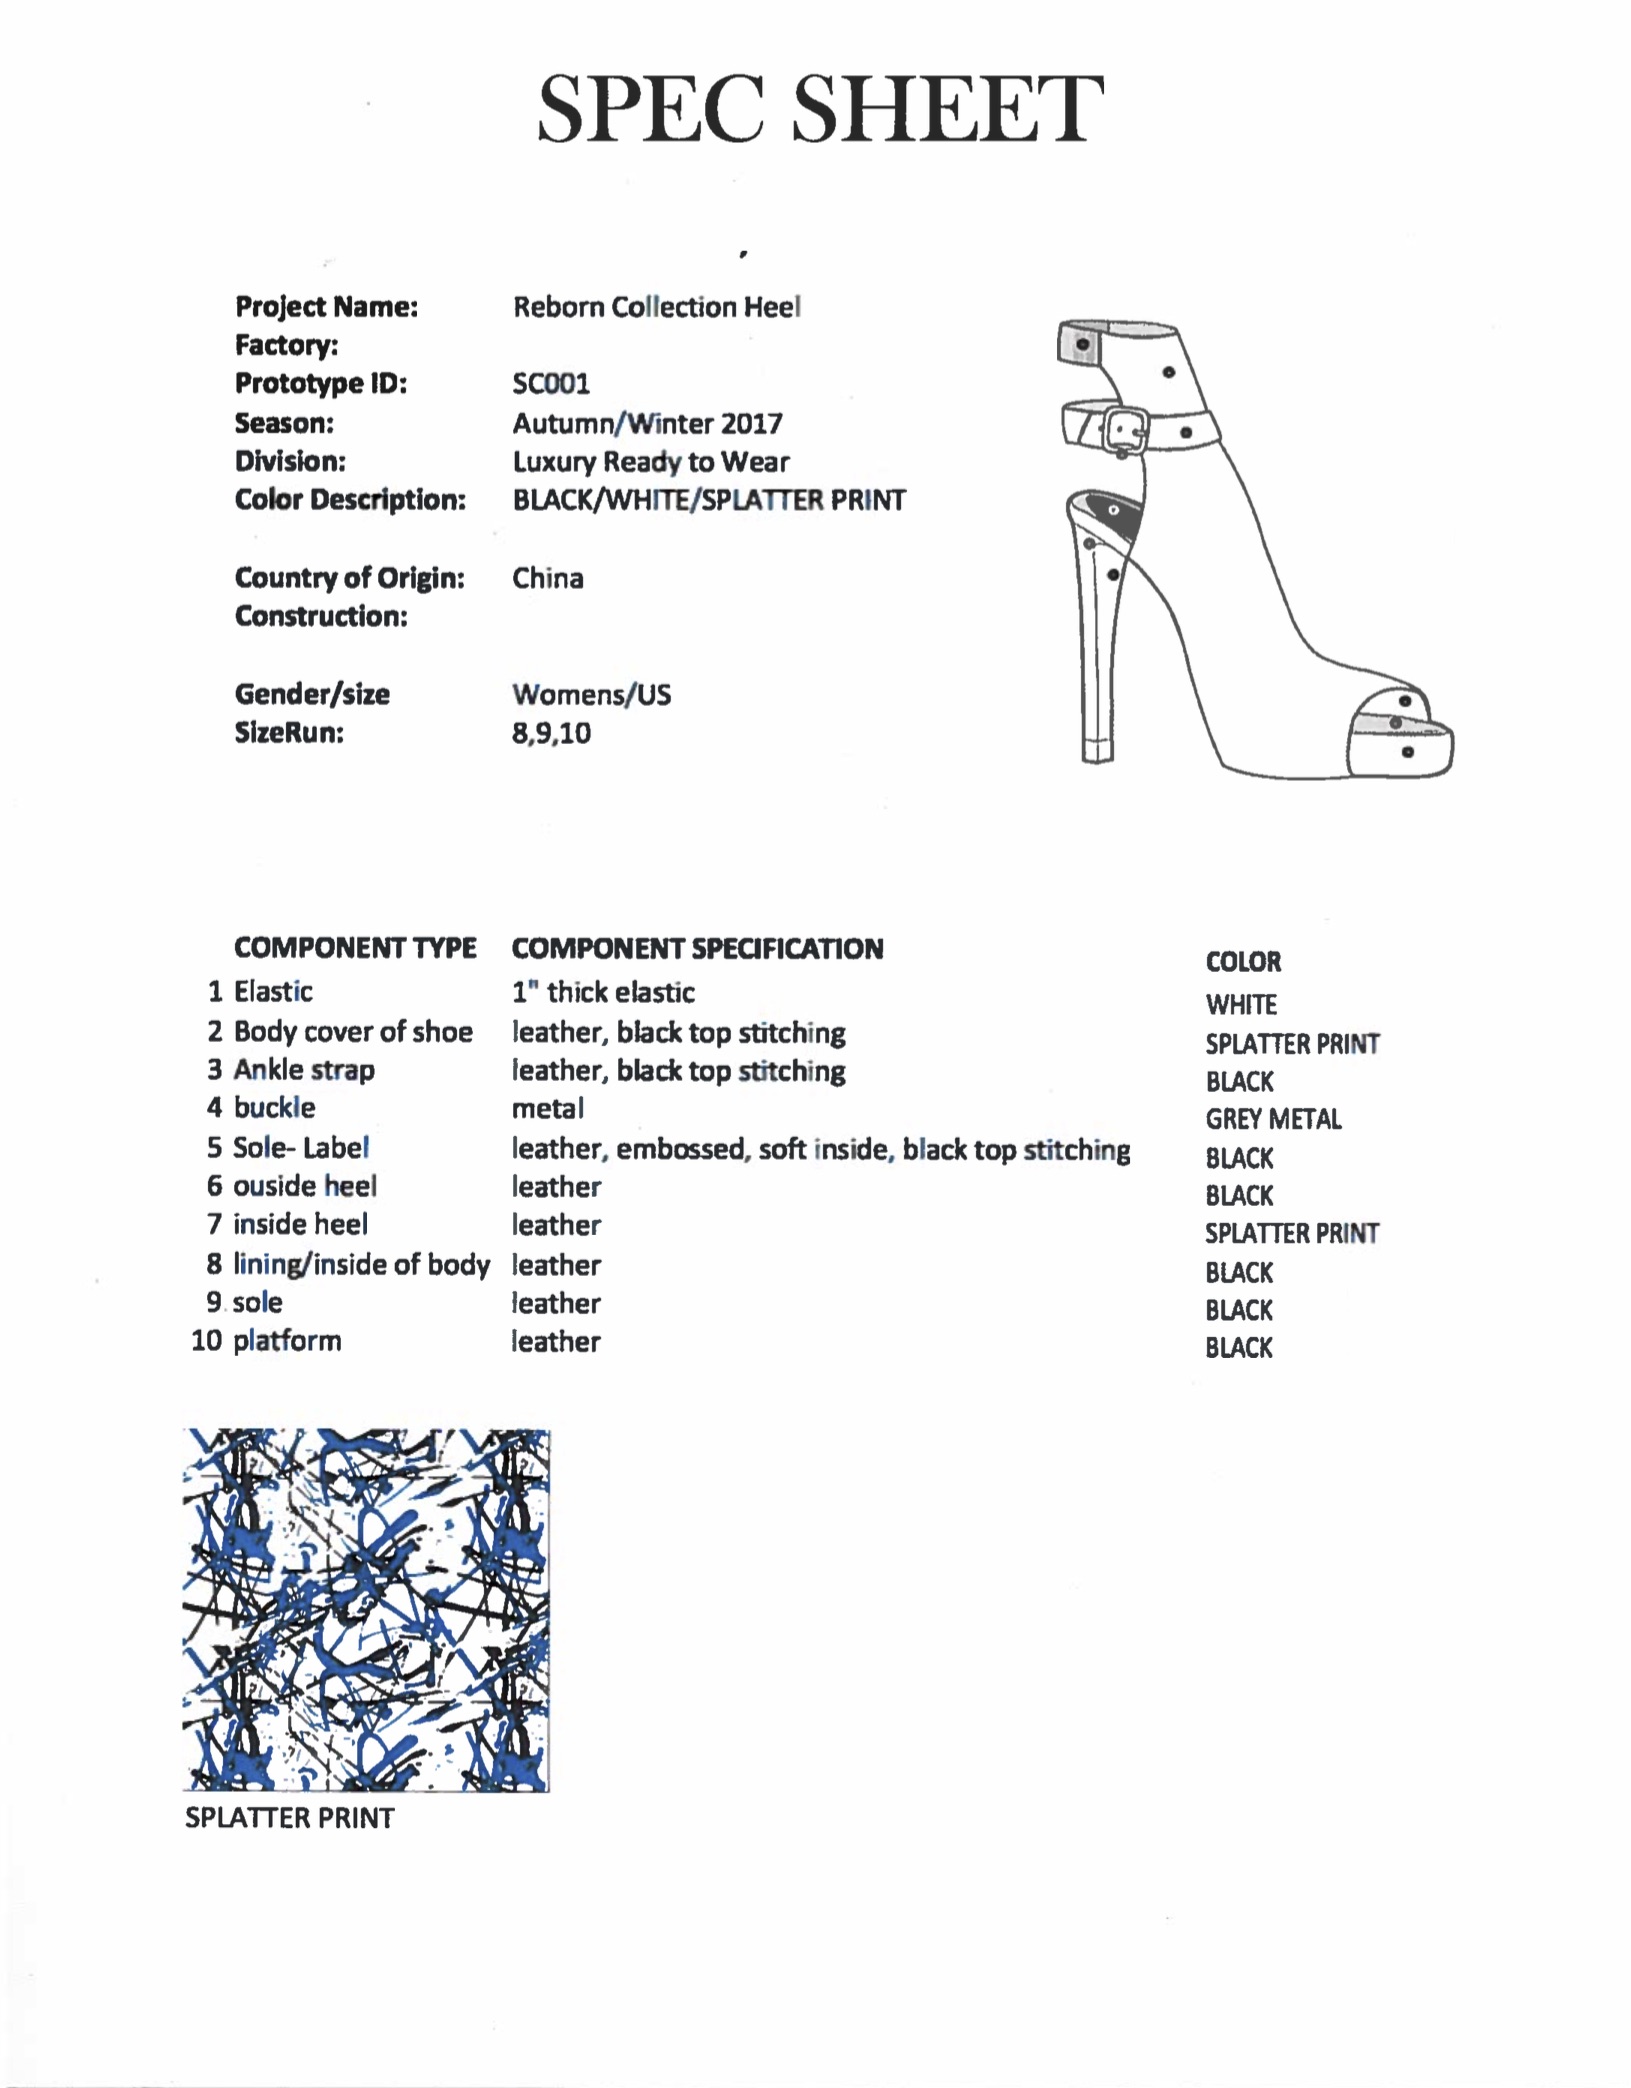 SPEC SHEET
Project Name: Reborn Collection Heel
Factory:
Prototype ID: SC001
Season: Autumn/Winter 2017
Division: Luxury Ready to Wear
Color Description: BLACK/WHITE/SPLATTER PRINT
Country of Origin: China
Construction:
Gender/size Womens/US
SizeRun: 8,9,10
COMPONENT TYPE COMPONENT SPECIFICATION COLOR
1 Elastic 1" thick elastic WHITE
2 Body cover of shoe leather, black top stitching SPLATTER PRINT
3 Ankle strap leather, black top stitching BLACK
4 buckle metal GREY METAL
5 Sole- Label leather, embossed, soft inside, black top stitching BLACK
6 ouside heel leather BLACK
7 inside heel leather SPLATTER PRINT
8 lining/inside of body leather BLACK
9 sole leather BLACK
10 platform leather BLACK
SPLATTER PRINT